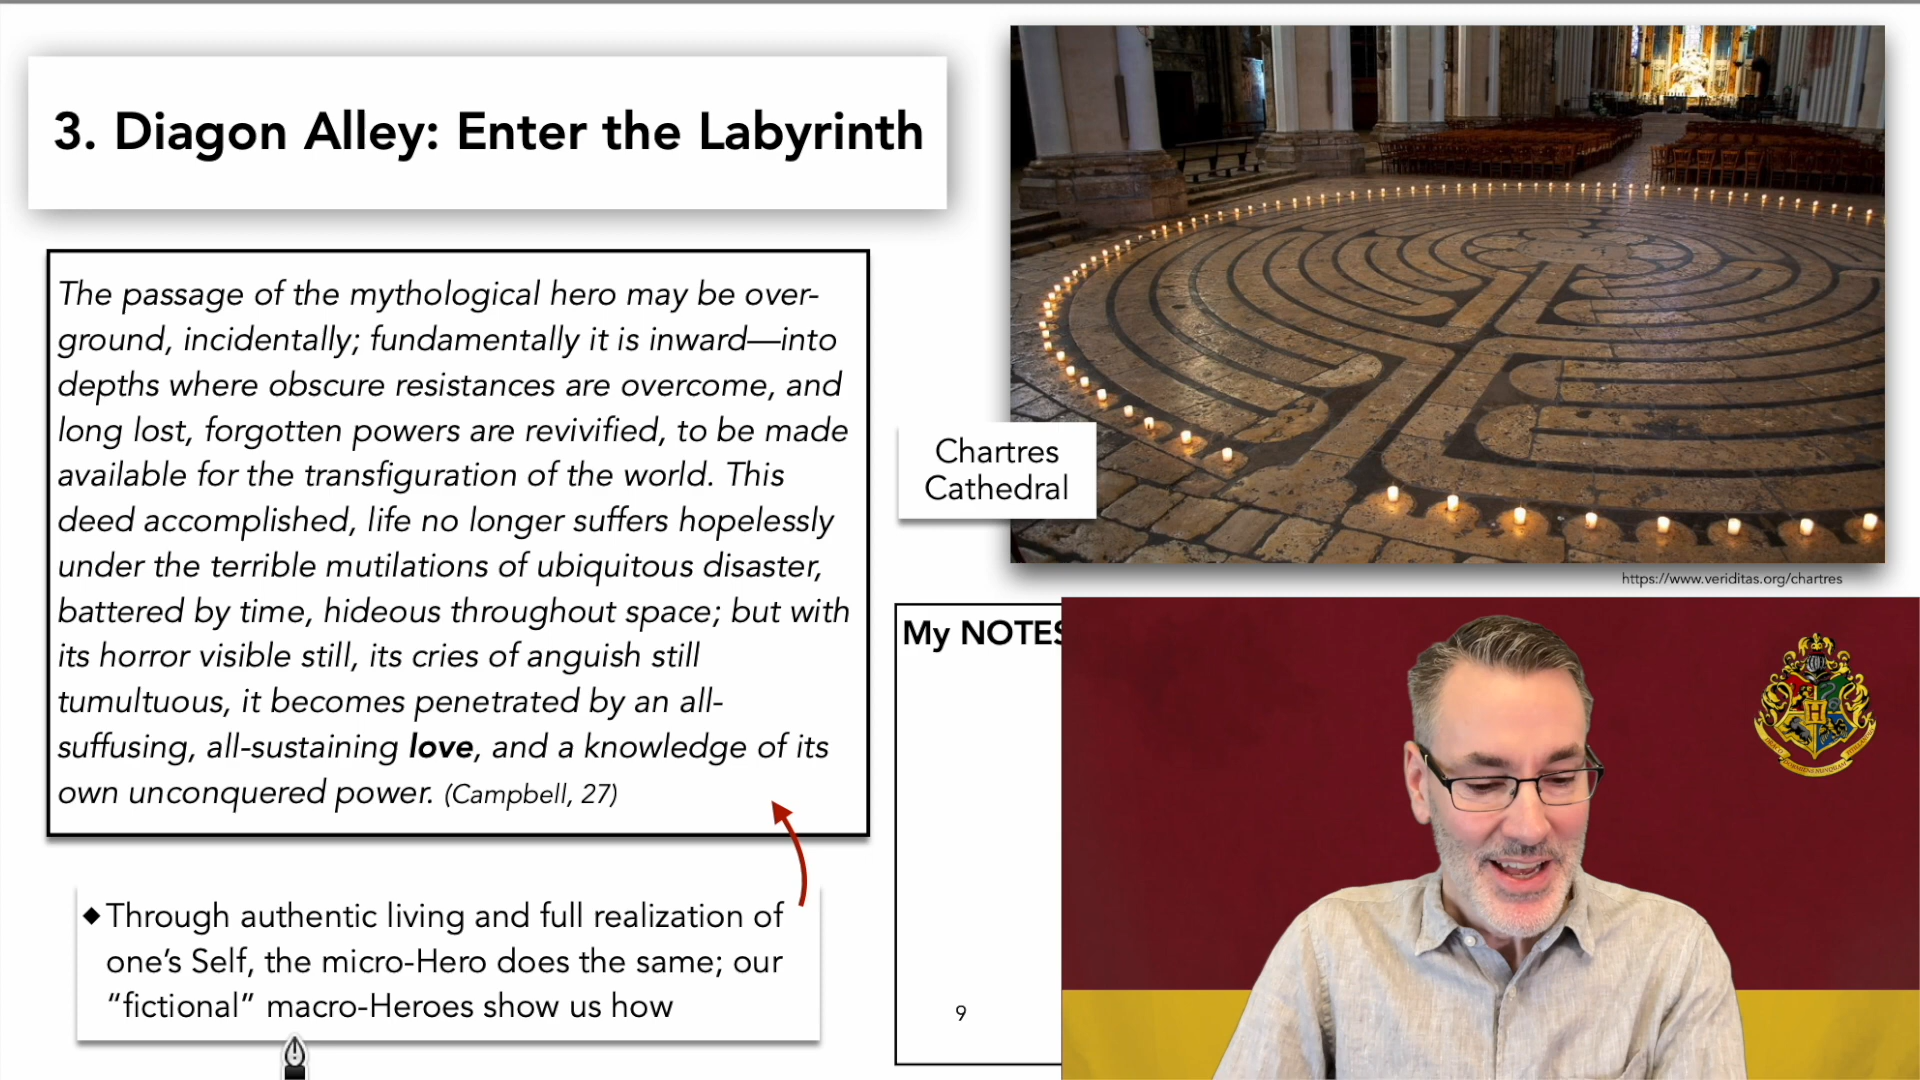 3. Diagon Alley: Enter the Labyrinth
The passage of the mythological hero may be over-
ground, incidentally; fundamentally it is inward—into
depths where obscure resistances are overcome, and
long lost, forgotten powers are revivified, to be made
available for the transfiguration of the world. This
deed accomplished, life no longer suffers hopelessly
under the terrible mutilations of ubiquitous disaster,
battered by time, hideous throughout space; but with
its horror visible still, its cries of anguish still
tumultuous, it becomes penetrated by an all-
suffusing, all-sustaining love, and a knowledge of its
own unconquered power. (Campbell, 27)
◆Through authentic living and full realization of
one's Self, the micro-Hero does the same; our
“fictional” macro-Heroes show us how
Chartres
Cathedral
https://www.veriditas.org/chartres
My NOTES
9
H